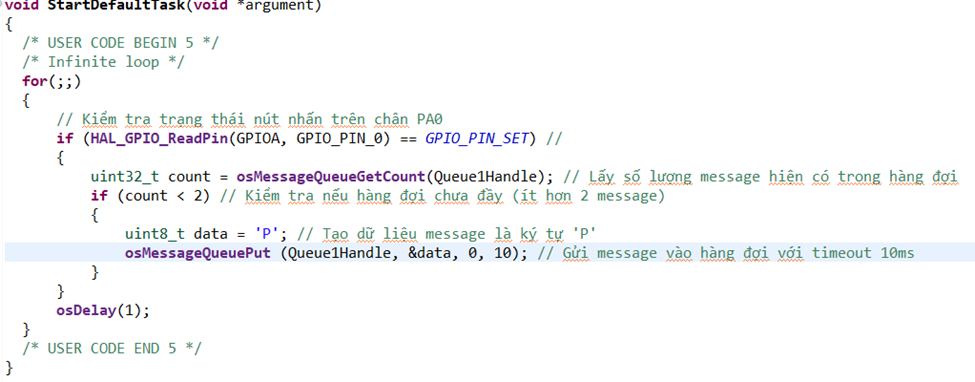 void StartDefaultTask(void *argument)
{
/* USER CODE BEGIN 5 */
/* Infinite loop */
for(;;)
{
// Kiểm tra trạng thái nút nhấn trên chân PA0
if (HAL_GPIO_ReadPin(GPIOA, GPIO_PIN_0) == GPIO_PIN_SET) //
{
uint32_t count = osMessageQueueGetCount(Queue1Handle); // Lấy số lượng message hiện có trong hàng đợi
if (count < 2) // Kiểm tra nếu hàng đợi chưa đầy (ít hơn 2 message)
{
uint8_t data = 'P'; // Tạo dữ liệu message là ký tự 'P'
osMessageQueuePut (Queue1Handle, &data, 0, 10); // Gửi message vào hàng đợi với timeout 10ms
}
}
osDelay(1);
}
/* USER CODE END 5 */
}